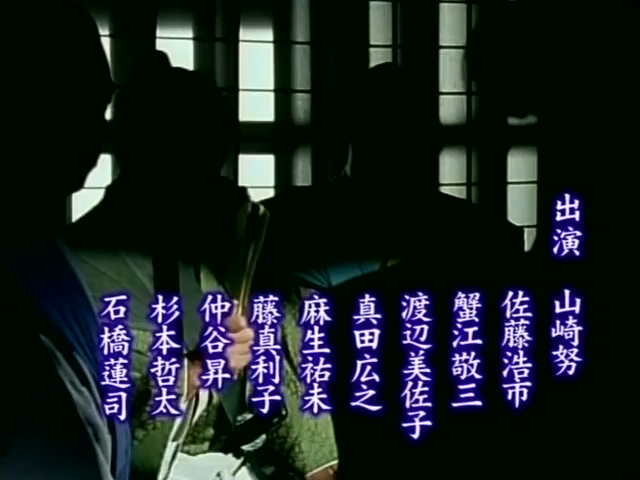 出演 山崎努
佐藤浩市
蟹江敬三
渡辺美佐子
真田広之
麻生祐未
藤真利子
仲谷昇
杉本哲太
石橋蓮司